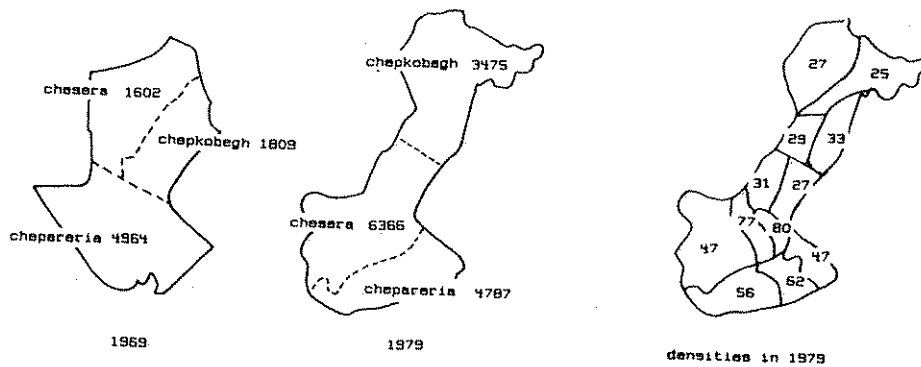 chesera 1602
chepkobegh 1809
chepareria 4964
1969
chepkobegh 3475
chesera 6366
chepareria 4787
1979
27
25
29
33
31
27
77
80
47
47
62
56
densities in 1979